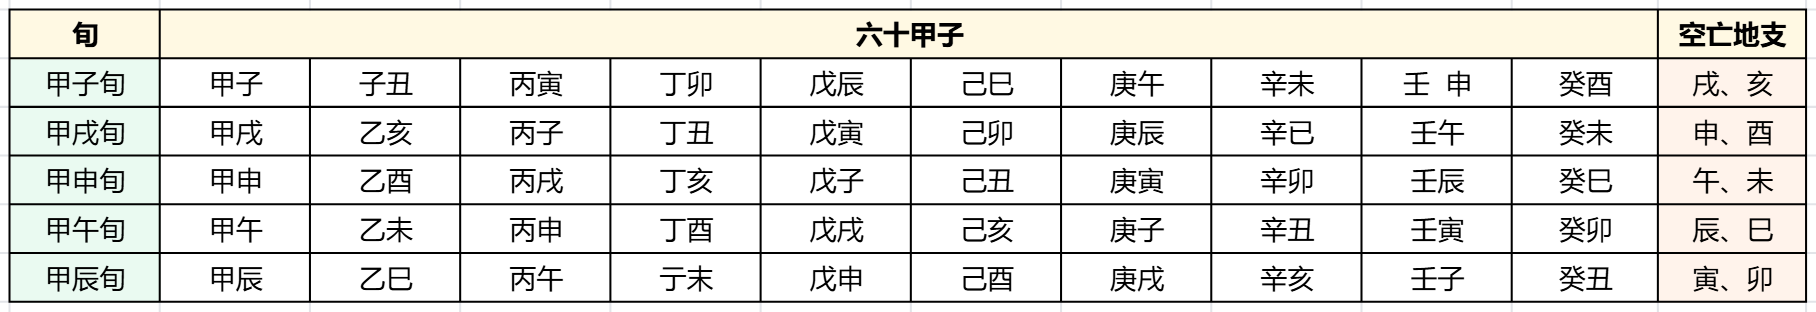 旬 六十甲子 空亡地支
甲子旬 甲子 子丑 丙寅 丁卯 戊辰 己巳 庚午 辛未 壬 申 癸酉 戌、亥
甲戌旬 甲戌 乙亥 丙子 丁丑 戊寅 己卯 庚辰 辛已 壬午 癸未 申、酉
甲申旬 甲申 乙酉 丙戌 丁亥 戊子 己丑 庚寅 辛卯 壬辰 癸巳 午、未
甲午旬 甲午 乙未 丙申 丁酉 戊戌 己亥 庚子 辛丑 壬寅 癸卯 辰、巳
甲辰旬 甲辰 乙巳 丙午 亍末 戊申 己酉 庚戌 辛亥 壬子 癸丑 寅、卯